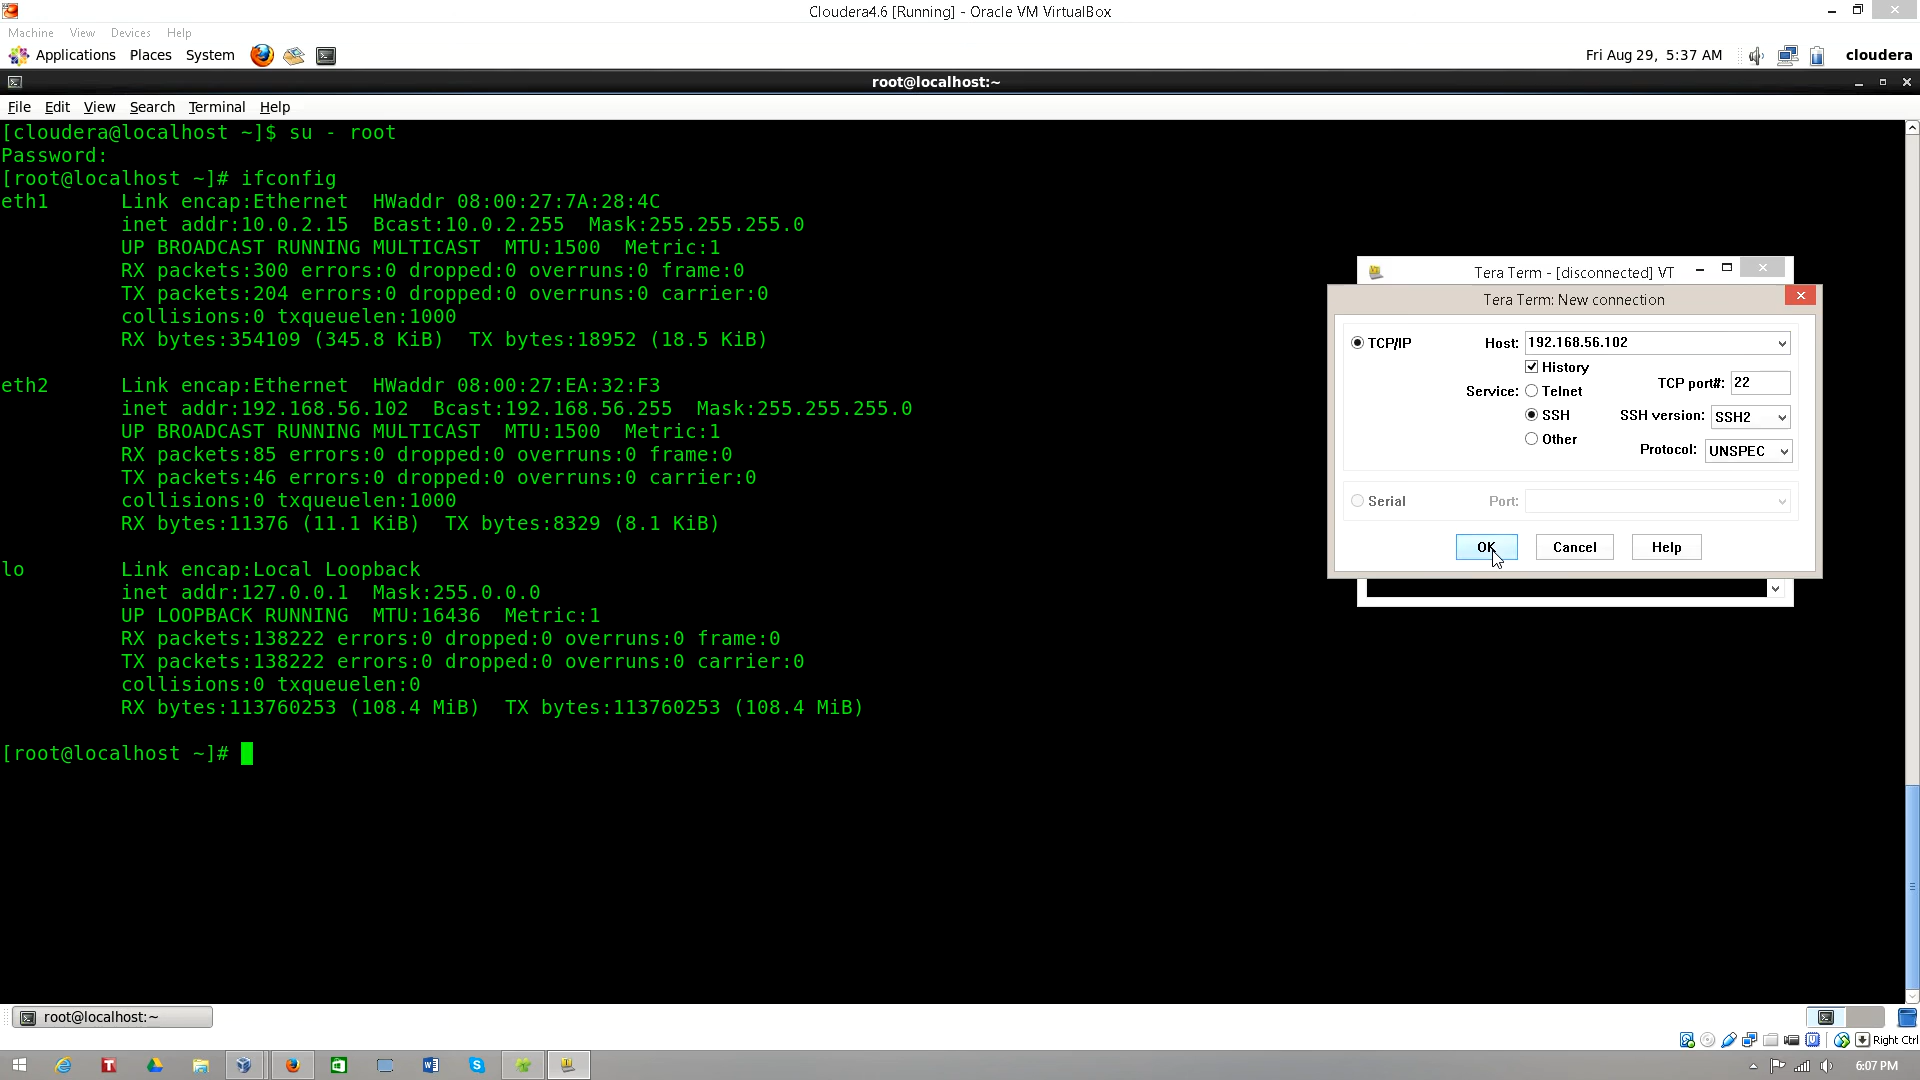 Cloudera4.6 [Running] - Oracle VM VirtualBox
Machine View Devices Help
Applications Places System
Fri Aug 29, 5:37 AM cloudera
root@localhost:~
File Edit View Search Terminal Help
[cloudera@localhost ~]$ su - root
Password:
[root@localhost ~]# ifconfig
eth1 Link encap:Ethernet HWaddr 08:00:27:7A:28:4C
inet addr:10.0.2.15 Bcast:10.0.2.255 Mask:255.255.255.0
UP BROADCAST RUNNING MULTICAST MTU:1500 Metric:1
RX packets:300 errors:0 dropped:0 overruns:0 frame:0
TX packets:204 errors:0 dropped:0 overruns:0 carrier:0
collisions:0 txqueuelen:1000
RX bytes:354109 (345.8 KiB) TX bytes:18952 (18.5 KiB)
eth2 Link encap:Ethernet HWaddr 08:00:27:EA:32:F3
inet addr:192.168.56.102 Bcast:192.168.56.255 Mask:255.255.255.0
UP BROADCAST RUNNING MULTICAST MTU:1500 Metric:1
RX packets:85 errors:0 dropped:0 overruns:0 frame:0
TX packets:46 errors:0 dropped:0 overruns:0 carrier:0
collisions:0 txqueuelen:1000
RX bytes:11376 (11.1 KiB) TX bytes:8329 (8.1 KiB)
lo Link encap:Local Loopback
inet addr:127.0.0.1 Mask:255.0.0.0
UP LOOPBACK RUNNING MTU:16436 Metric:1
RX packets:138222 errors:0 dropped:0 overruns:0 frame:0
TX packets:138222 errors:0 dropped:0 overruns:0 carrier:0
collisions:0 txqueuelen:0
RX bytes:113760253 (108.4 MiB) TX bytes:113760253 (108.4 MiB)
[root@localhost ~]#
Tera Term - [disconnected] VT
Tera Term: New connection
TCP/IP Host: 192.168.56.102
History
Service: Telnet TCP port#: 22
SSH SSH version: SSH2
Other Protocol: UNSPEC
Serial Port:
OK Cancel Help
root@localhost:~
Right Ctrl
6:07 PM